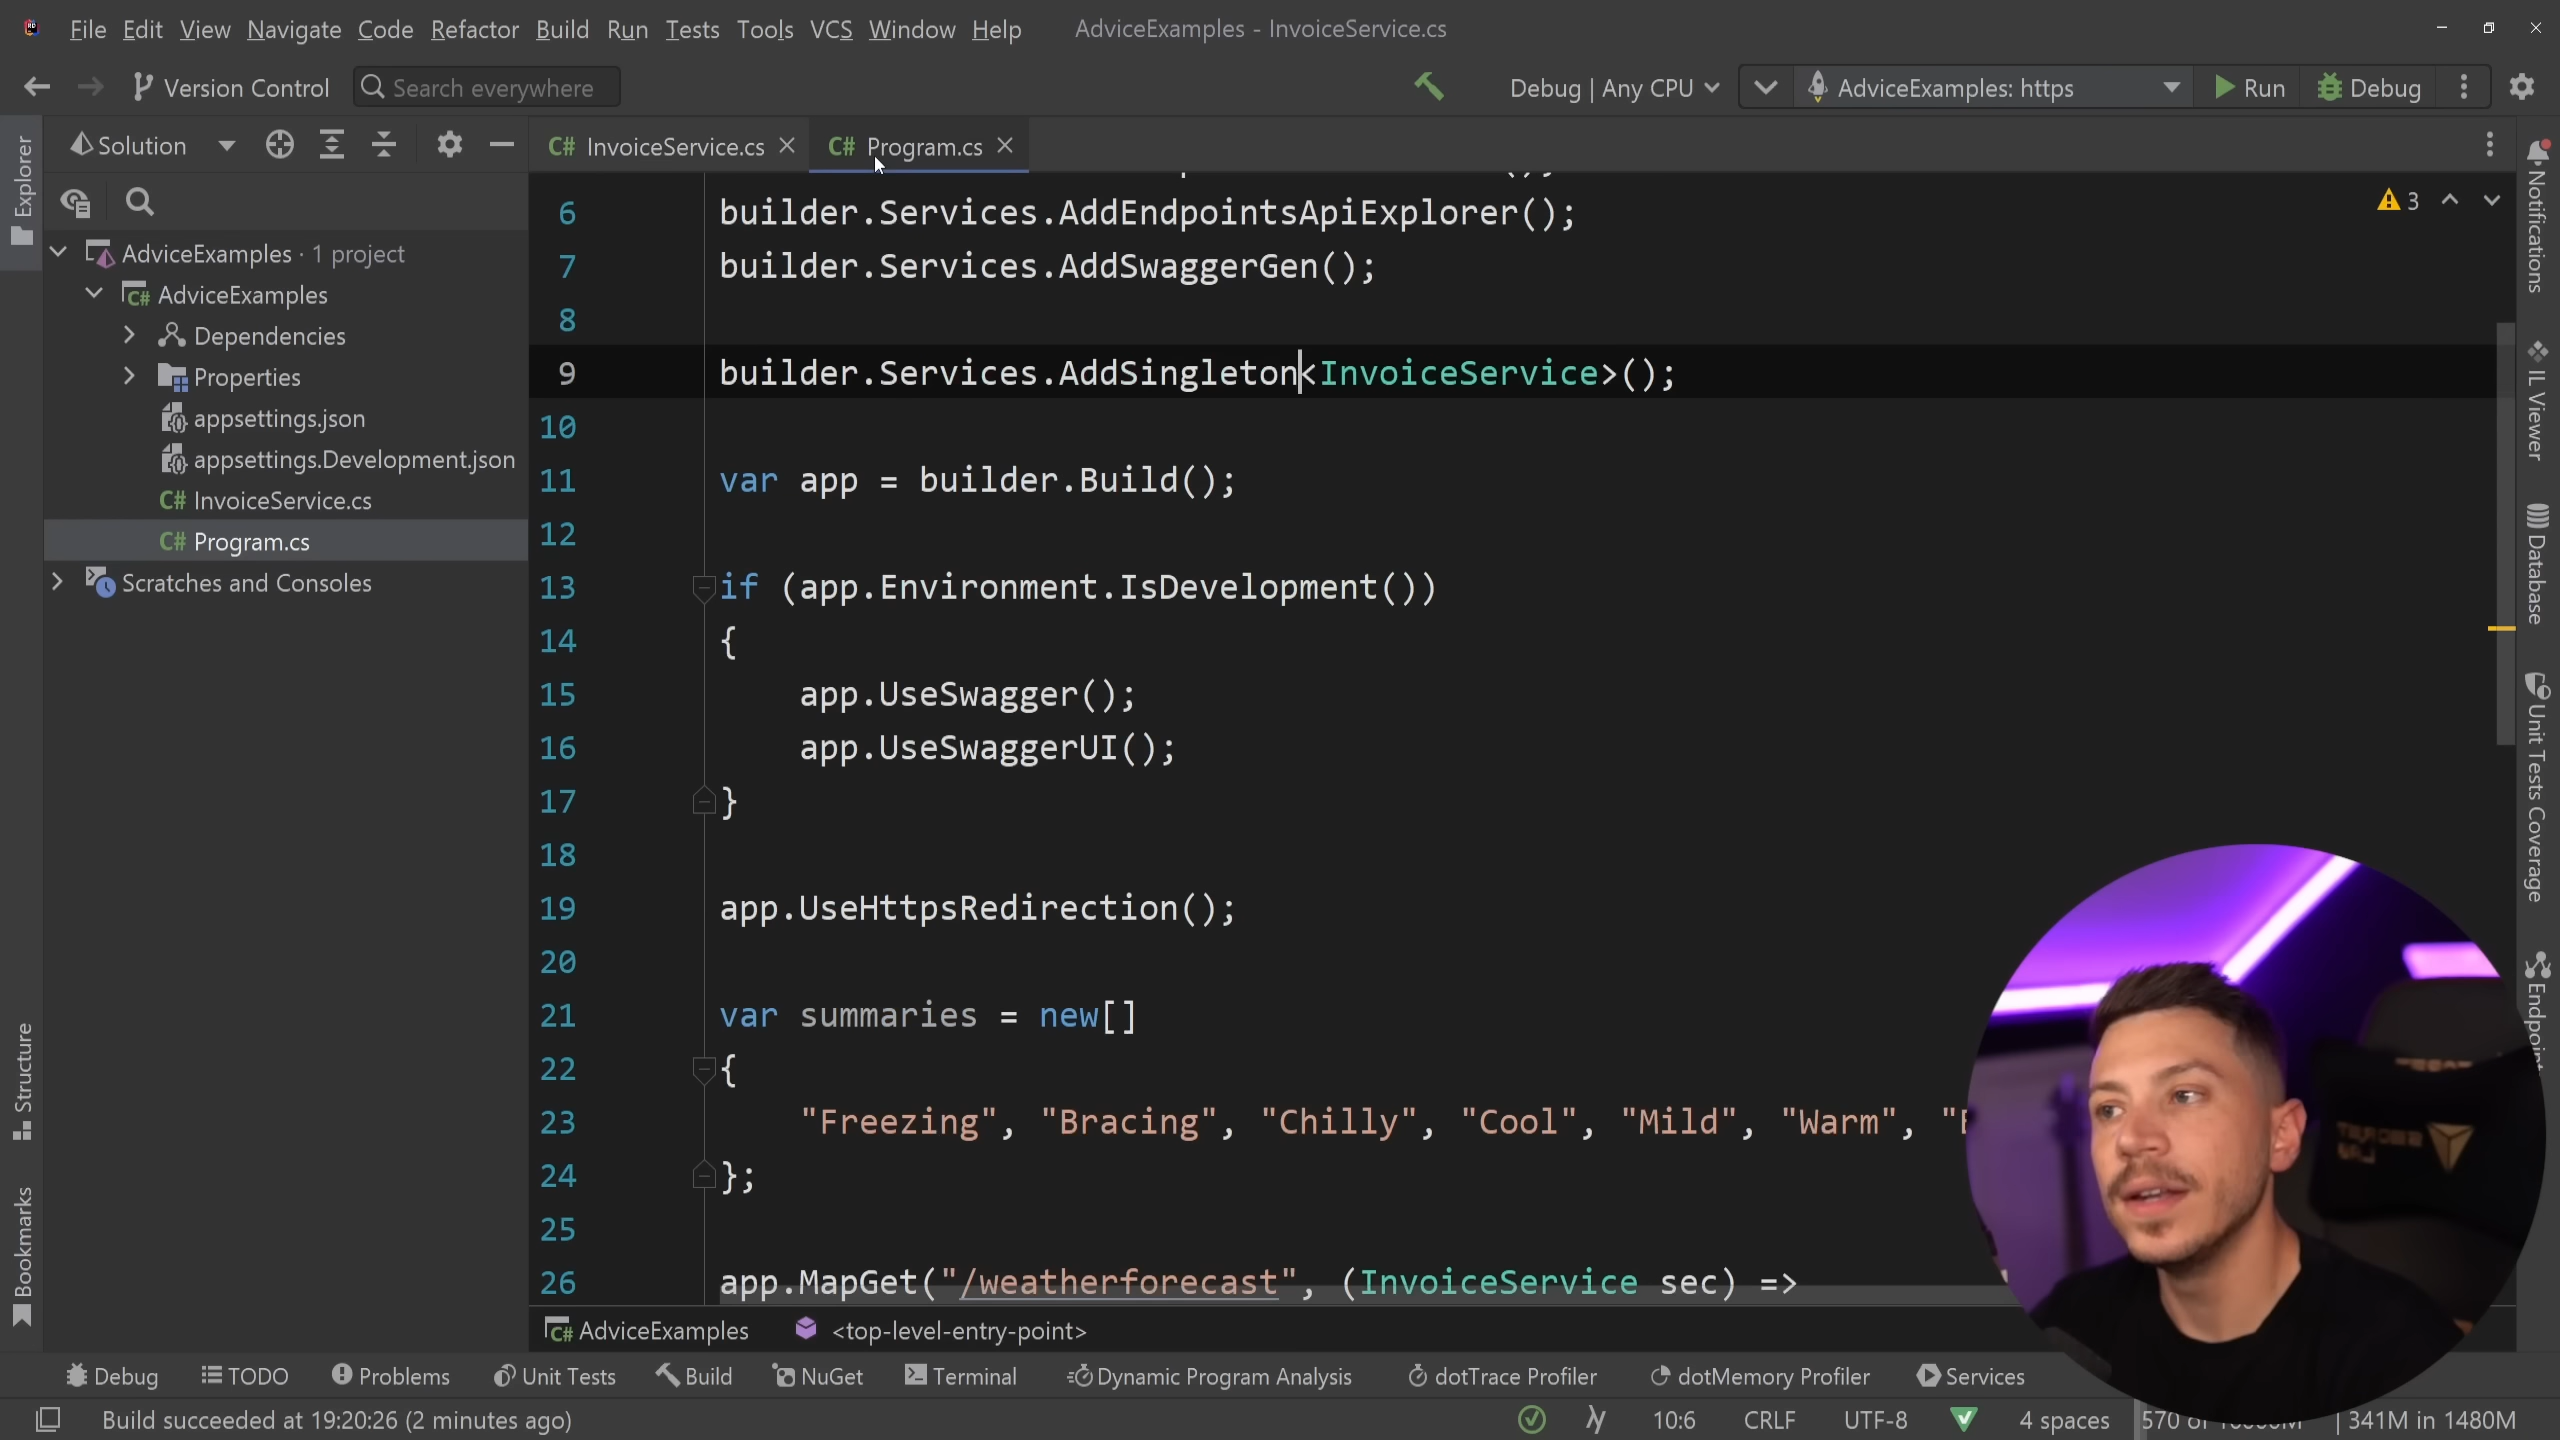 File Edit View Navigate Code Refactor Build Run Tests Tools VCS Window Help AdviceExamples - InvoiceService.cs
Version Control Search everywhere Debug | Any CPU AdviceExamples: https Run Debug
Explorer
Solution
C# InvoiceService.cs C# Program.cs
Notifications
3
AdviceExamples · 1 project
C# AdviceExamples
Dependencies
Properties
appsettings.json
appsettings.Development.json
C# InvoiceService.cs
C# Program.cs
Scratches and Consoles
6 builder.Services.AddEndpointsApiExplorer();
7 builder.Services.AddSwaggerGen();
8
9 builder.Services.AddSingleton<InvoiceService>();
10
11 var app = builder.Build();
12
13 if (app.Environment.IsDevelopment())
14 {
15 app.UseSwagger();
16 app.UseSwaggerUI();
17 }
18
19 app.UseHttpsRedirection();
20
21 var summaries = new[]
22 {
23 "Freezing", "Bracing", "Chilly", "Cool", "Mild", "Warm", "
24 };
25
26 app.MapGet("/weatherforecast", (InvoiceService sec) =>
IL Viewer
Database
Unit Tests Coverage
Endpoint
Structure
Bookmarks
C# AdviceExamples <top-level-entry-point>
Debug TODO Problems Unit Tests Build NuGet Terminal Dynamic Program Analysis dotTrace Profiler dotMemory Profiler Services
Build succeeded at 19:20:26 (2 minutes ago) 10:6 CRLF UTF-8 4 spaces 570 of 341M in 1480M